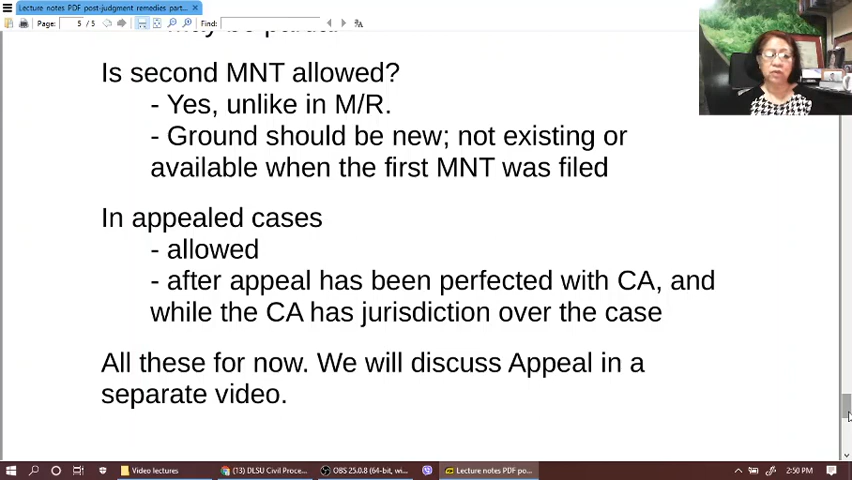 Lecture notes PDF post-judgment remedies part...
Page: 5 / 5 Find:
may be partial
Is second MNT allowed?
- Yes, unlike in M/R.
- Ground should be new; not existing or
available when the first MNT was filed
In appealed cases
- allowed
- after appeal has been perfected with CA, and
while the CA has jurisdiction over the case
All these for now. We will discuss Appeal in a
separate video.
Video lectures
(13) DLSU Civil Proce...
OBS 25.0.8 (64-bit, wi...
Lecture notes PDF po...
2:50 PM